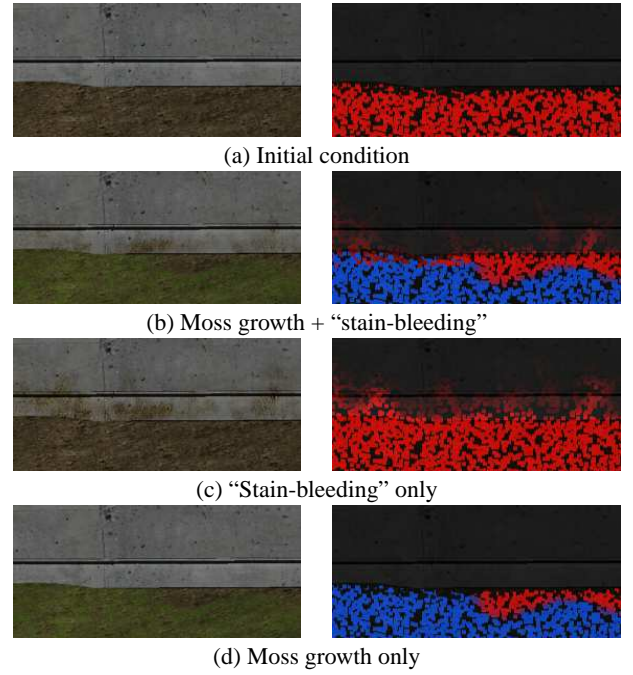 (a) Initial condition
(b) Moss growth + “stain-bleeding”
(c) “Stain-bleeding” only
(d) Moss growth only